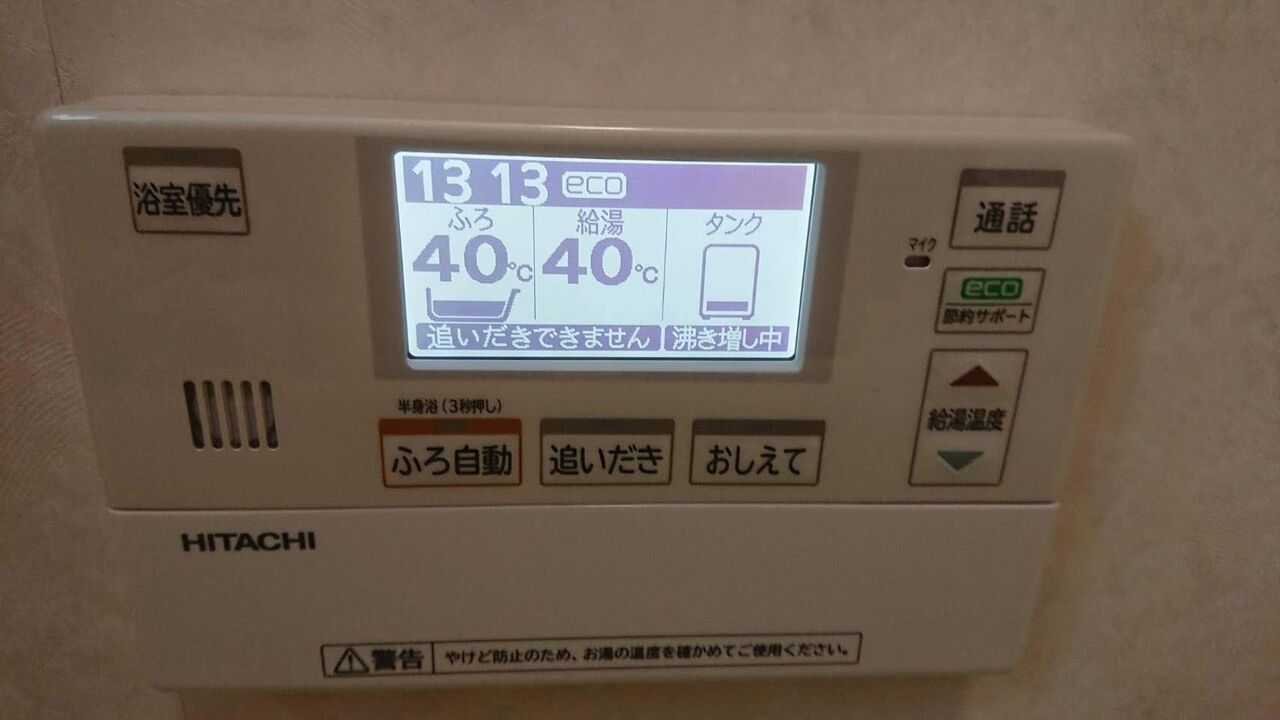 浴室優先
13 13 eco
ふろ 給湯 タンク
40℃ 40℃
追いだきできません 沸き増し中
通話
マイク
eco
節約サポート
給湯温度
半身浴(3秒押し)
ふろ自動 追いだき おしえて
HITACHI
警告 やけど防止のため、お湯の温度を確かめてご使用ください。